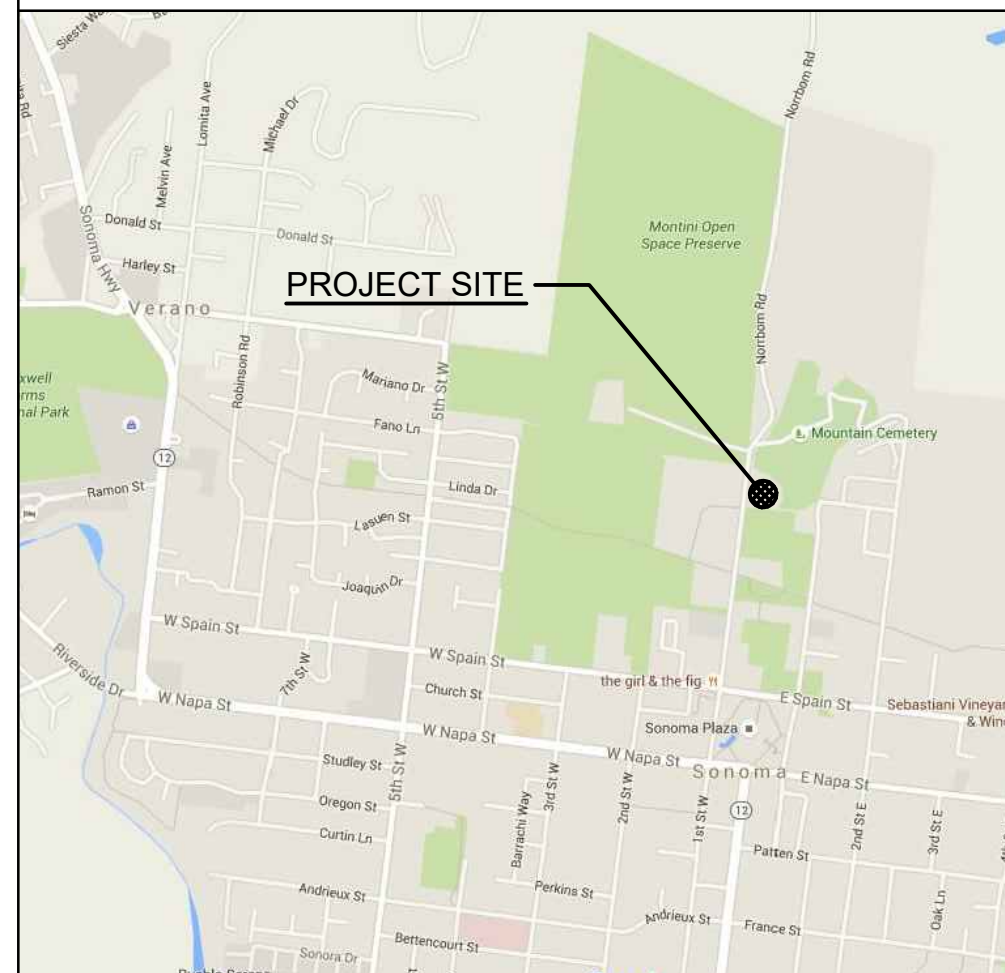 Siesta Way
Lomita Ave
Michael Dr
Melvin Ave
Norrbom Rd
Donald St
Donald St
Montini Open
Space Preserve
Sonoma Hwy
Harley St
PROJECT SITE
Verano
Norrbom Rd
Robinson Rd
Mariano Dr
5th St W
Fano Ln
Mountain Cemetery
12
Ramon St
Linda Dr
Lasuen St
Joaquin Dr
W Spain St
W Spain St
Riverside Dr
7th St W
the girl & the fig
Church St
E Spain St
W Napa St
Sebastiani Vineyar
& Win
Sonoma Plaza
W Napa St
W Napa St
Studley St
5th St W
Sonoma
E Napa St
3rd St W
2nd St W
1st St W
12
Oregon St
Barrachi Way
2nd St E
3rd St E
Curtin Ln
Patten St
Perkins St
Andrieux St
Oak Ln
Andrieux St
France St
Bettencourt St
Sonora Dr